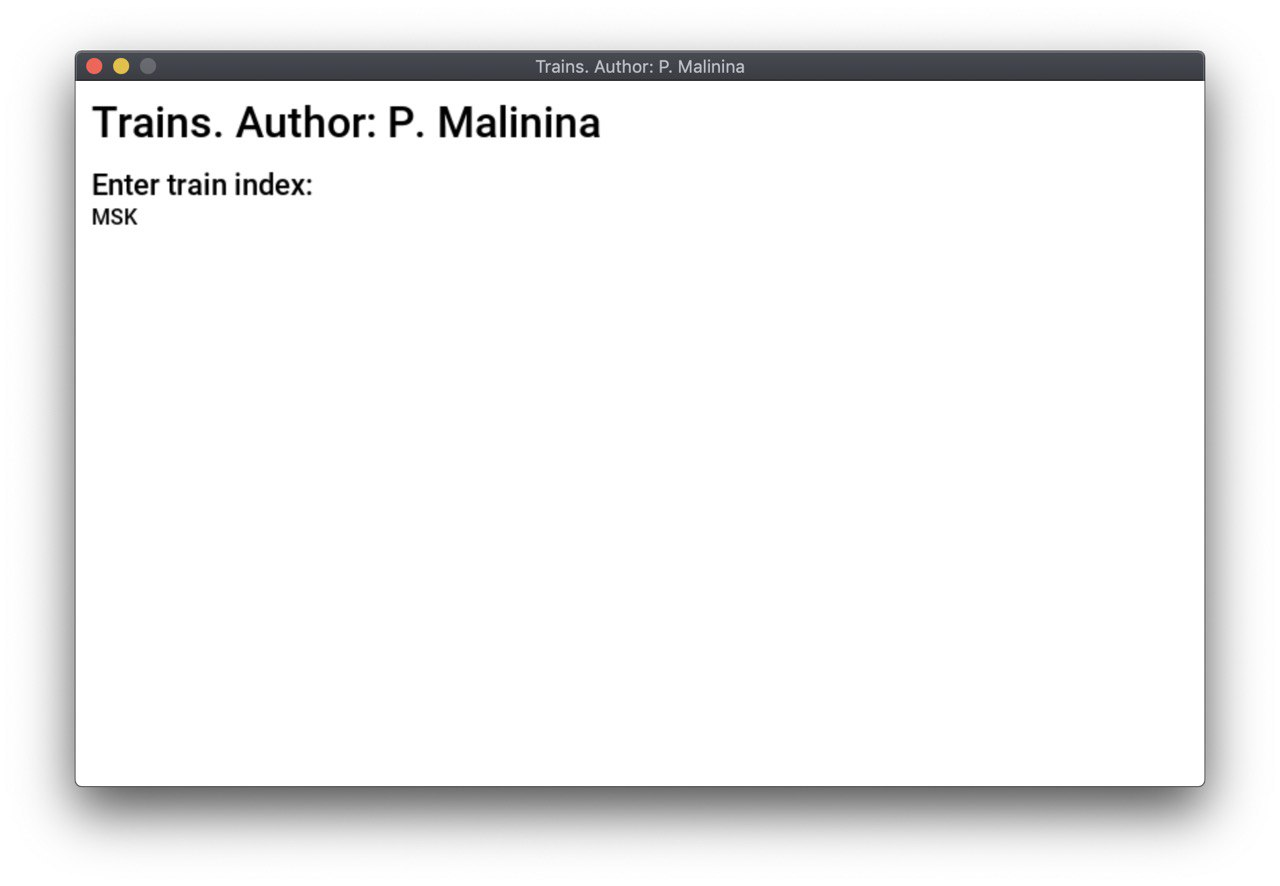 Trains. Author: P. Malinina
Trains. Author: P. Malinina
Enter train index:
MSK